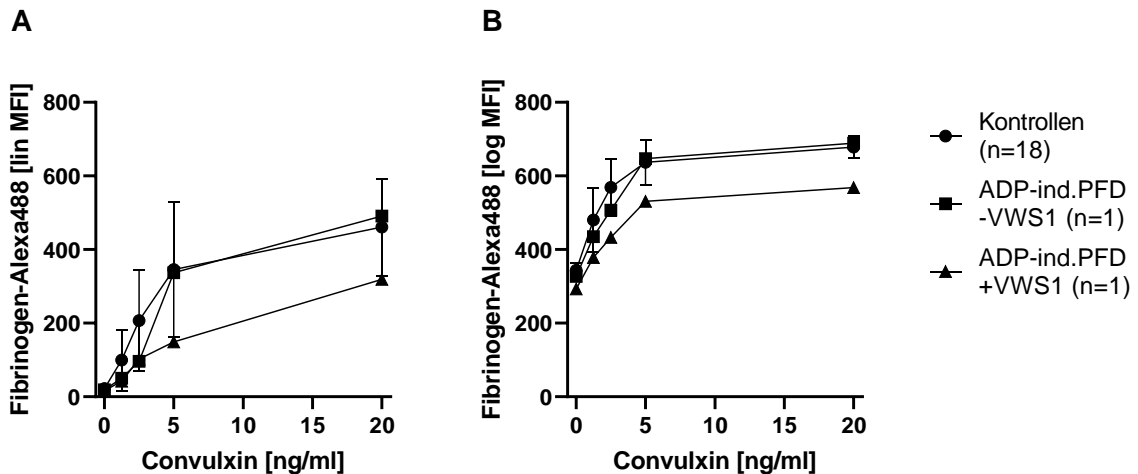 A
B
Fibrinogen-Alexa488 [lin MFI]
800
600
400
200
0
0
5
10
15
20
Convulxin [ng/ml]
Fibrinogen-Alexa488 [log MFI]
800
600
400
200
0
0
5
10
15
20
Convulxin [ng/ml]
Kontrollen
(n=18)
ADP-ind.PFD
-VWS1 (n=1)
ADP-ind.PFD
+VWS1 (n=1)